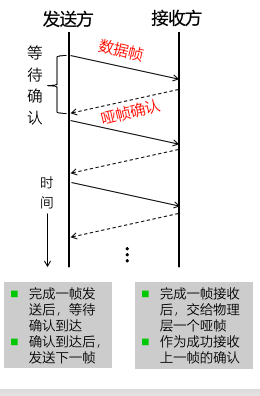 发送方
接收方
数据帧
等待确认
哑帧确认
时间
完成一帧发
送后，等待
确认到达
确认到达后，
发送下一帧
完成一帧接收
后，交给物理
层一个哑帧
作为成功接收
上一帧的确认